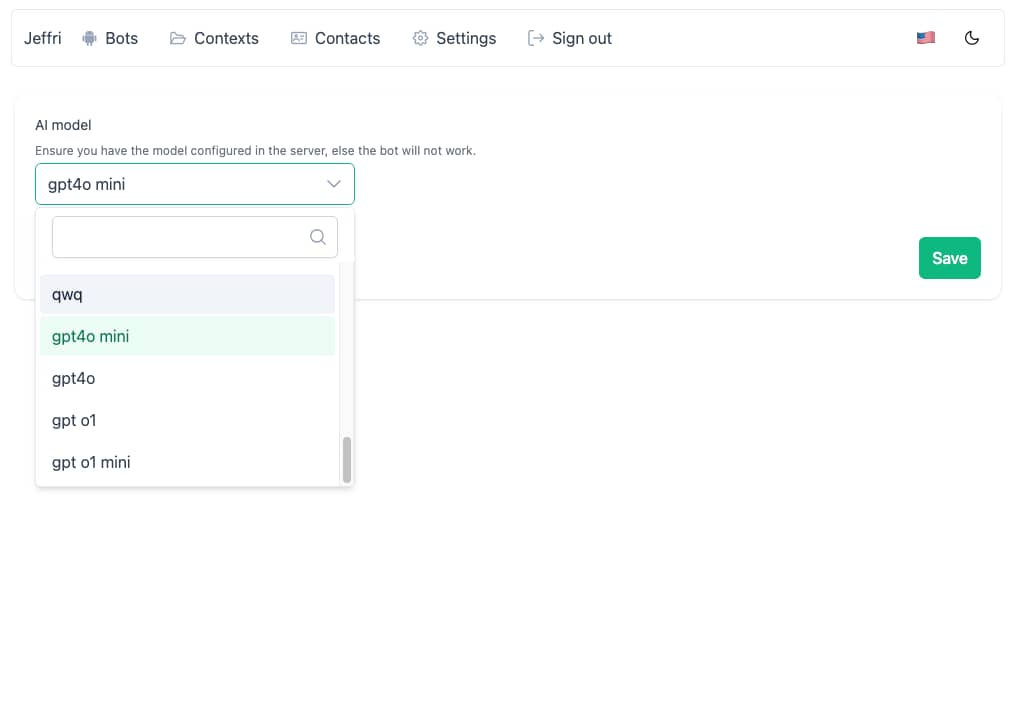 Jeffri Bots Contexts Contacts Settings Sign out
AI model
Ensure you have the model configured in the server, else the bot will not work.
gpt4o mini
Save
qwq
gpt4o mini
gpt4o
gpt o1
gpt o1 mini